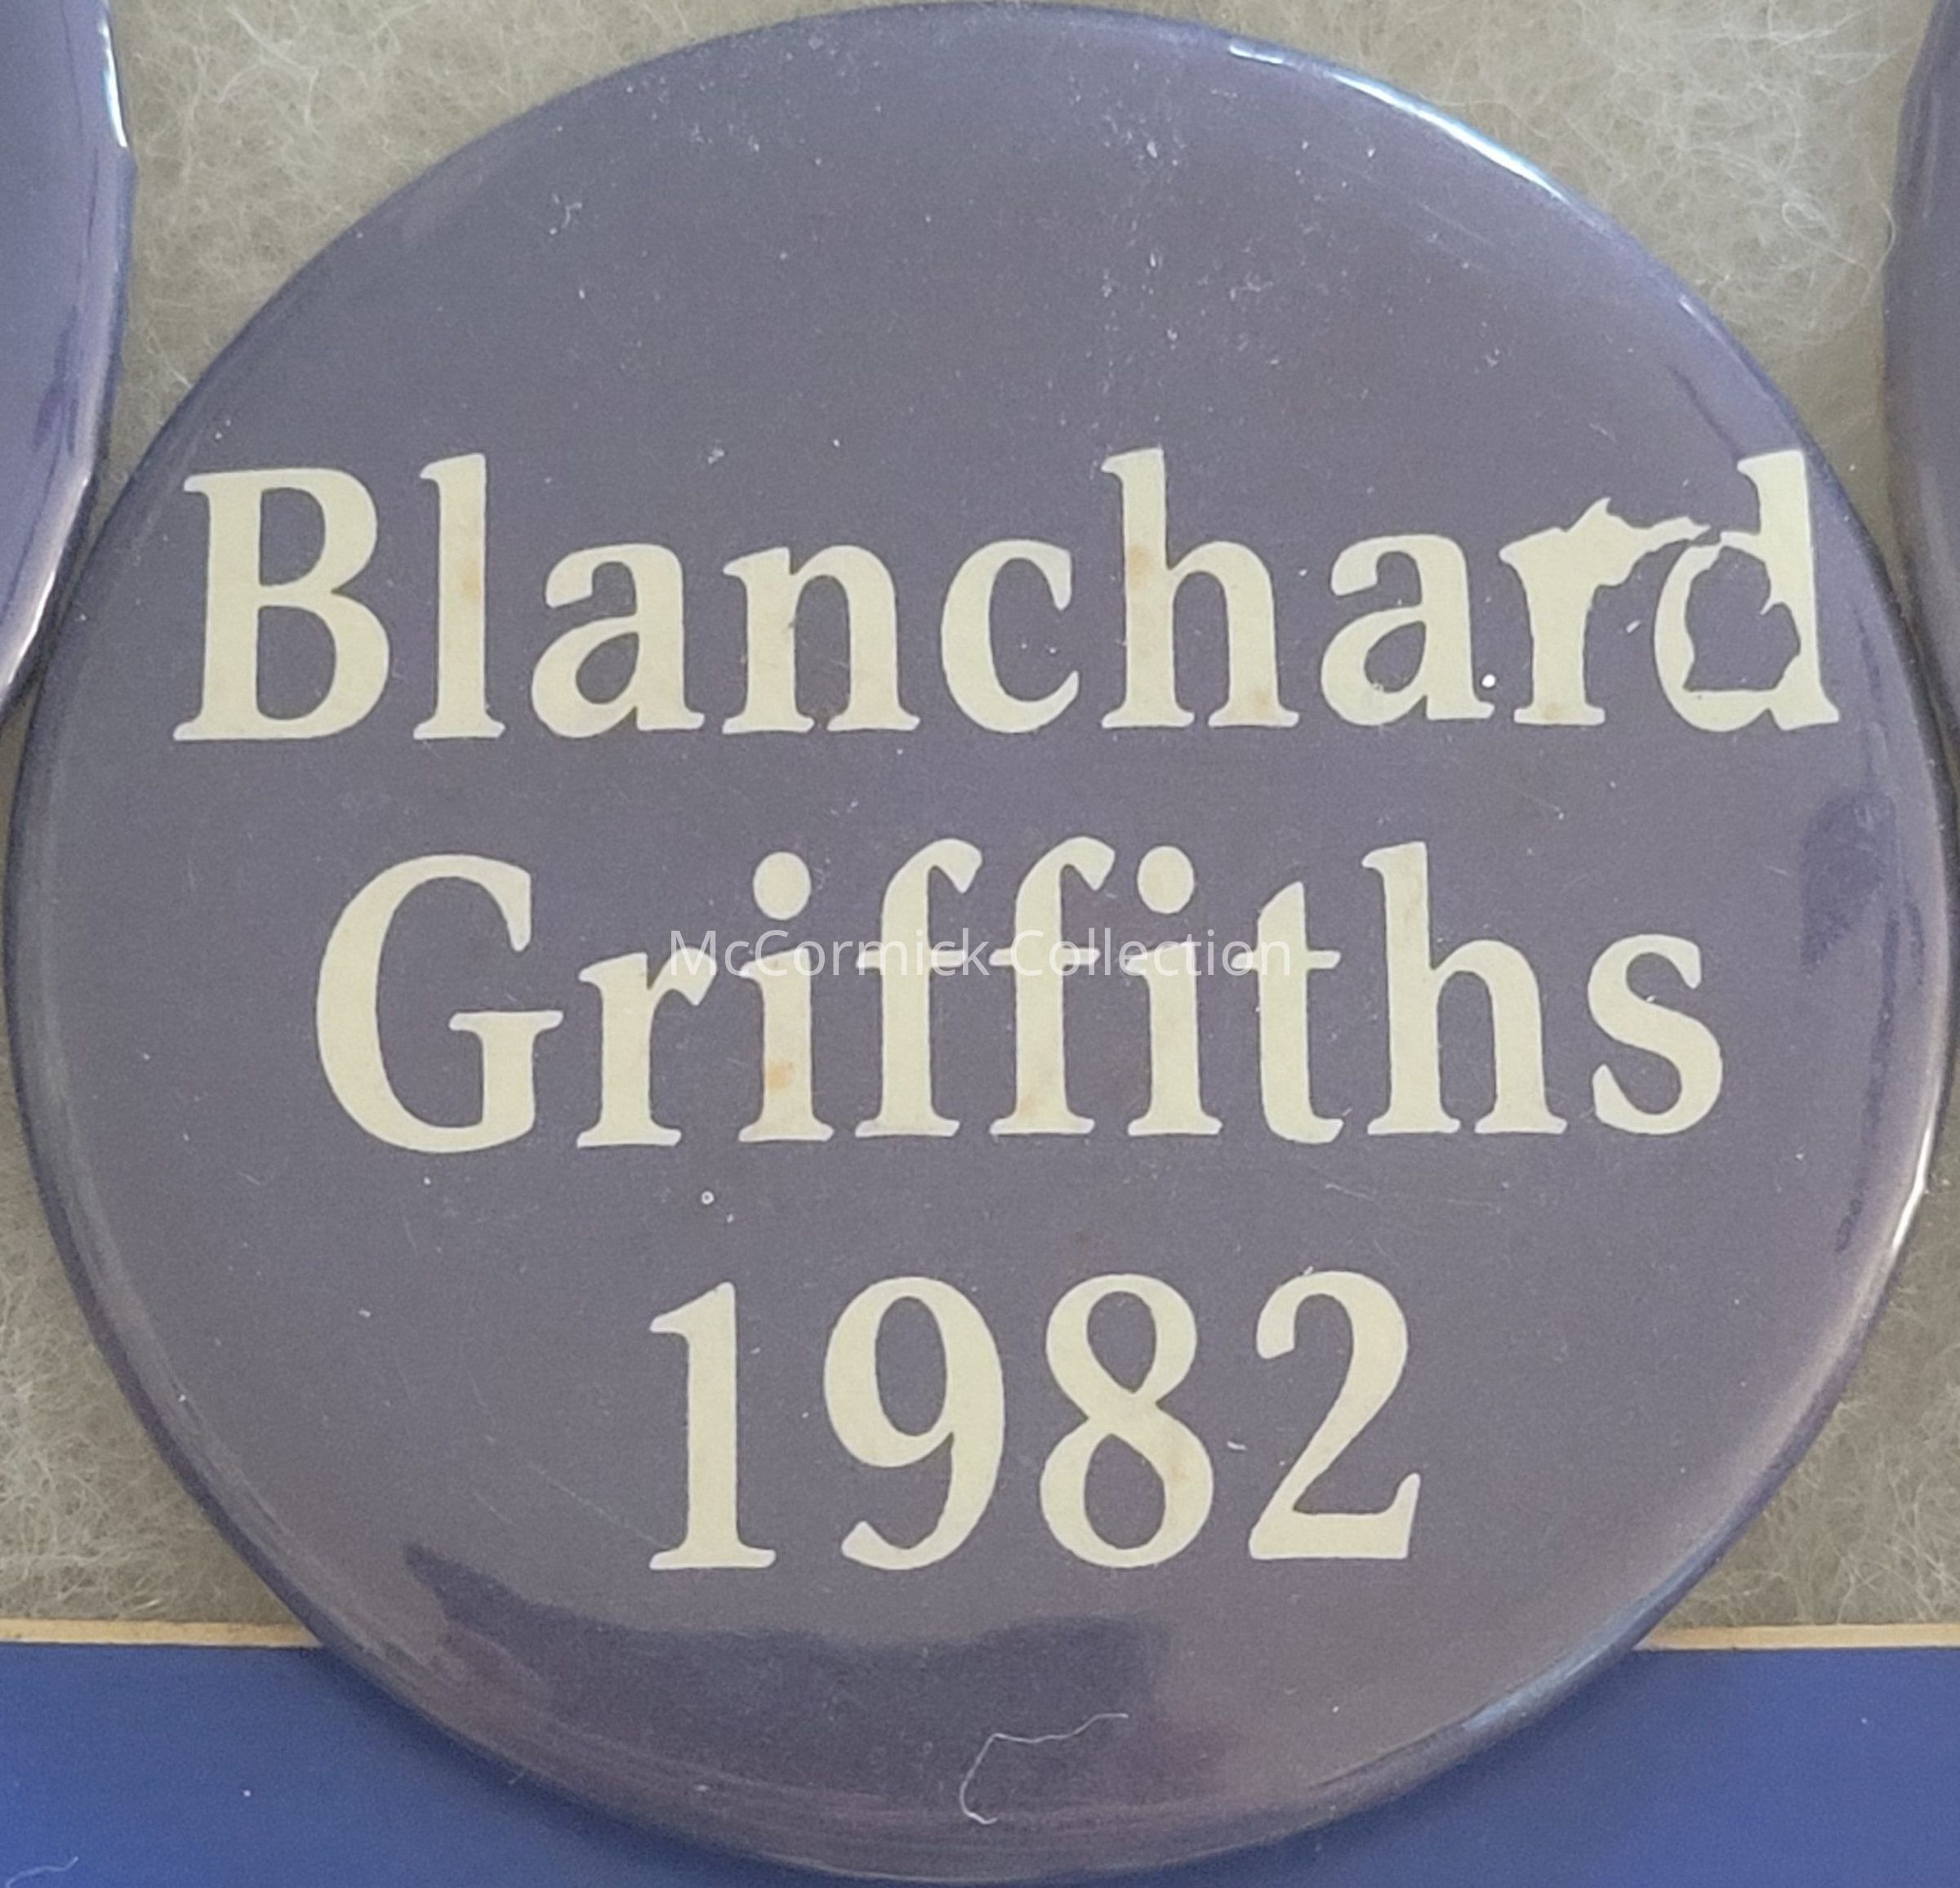 Blanchard
Griffiths
McCormick Collection
1982